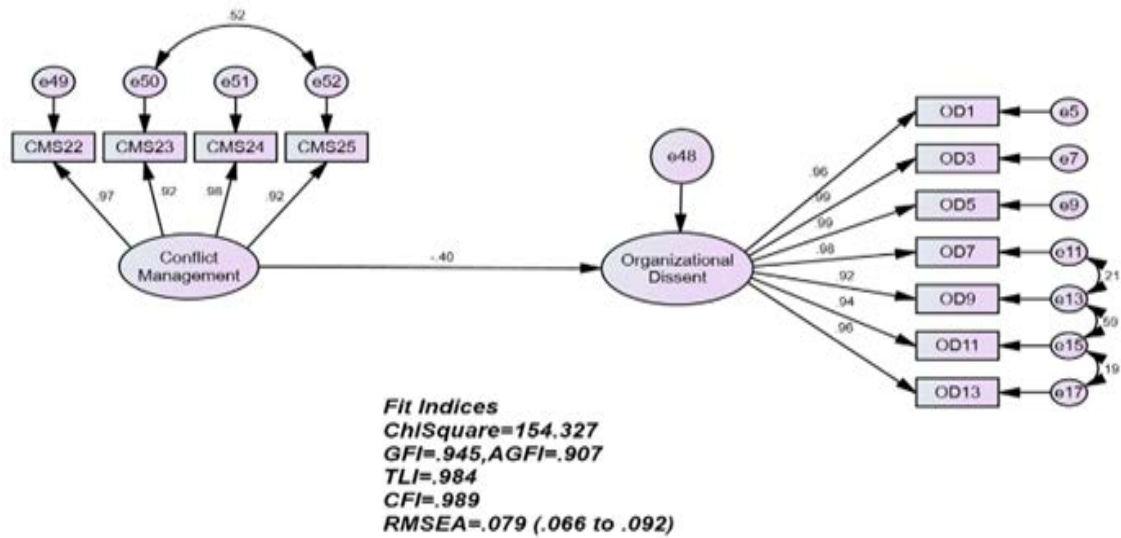 .52
e49 e50 e51 e52
CMS22 CMS23 CMS24 CMS25
.97 .92 .98 .92
Conflict
Management
-.40
e48
Organizational
Dissent
.96
.99
.99
.98
.92
.94
.96
OD1 e5
OD3 e7
OD5 e9
OD7 e11
.21
OD9 e13
.59
OD11 e15
.19
OD13 e17
Fit Indices
ChiSquare=154.327
GFI=.945,AGFI=.907
TLI=.984
CFI=.989
RMSEA=.079 (.066 to .092)